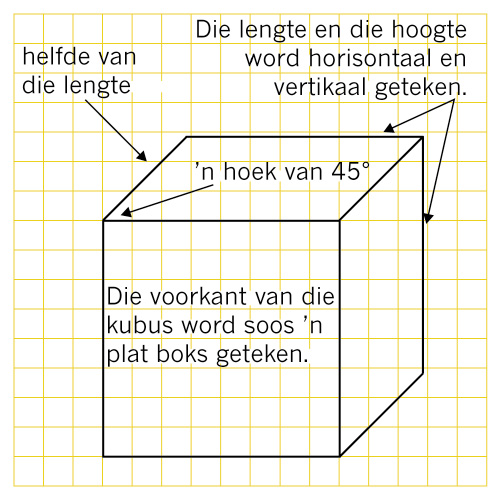 Die lengte en die hoogte
word horisontaal en
vertikaal geteken.
helfde van
die lengte
’n hoek van 45°
Die voorkant van die
kubus word soos ’n
plat boks geteken.